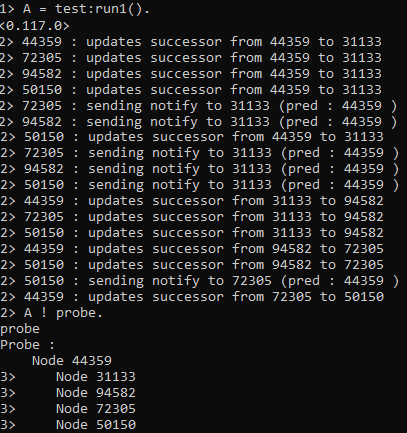 1> A = test:run1().
<0.117.0>
2> 44359 : updates successor from 44359 to 31133
2> 72305 : updates successor from 44359 to 31133
2> 94582 : updates successor from 44359 to 31133
2> 50150 : updates successor from 44359 to 31133
2> 72305 : sending notify to 31133 (pred : 44359 )
2> 94582 : sending notify to 31133 (pred : 44359 )
2> 50150 : updates successor from 44359 to 31133
2> 72305 : sending notify to 31133 (pred : 44359 )
2> 94582 : sending notify to 31133 (pred : 44359 )
2> 50150 : sending notify to 31133 (pred : 44359 )
2> 44359 : updates successor from 31133 to 94582
2> 72305 : updates successor from 31133 to 94582
2> 50150 : updates successor from 31133 to 94582
2> 44359 : updates successor from 94582 to 72305
2> 50150 : updates successor from 94582 to 72305
2> 50150 : sending notify to 72305 (pred : 44359 )
2> 44359 : updates successor from 72305 to 50150
2> A ! probe.
probe
Probe :
Node 44359
3> Node 31133
3> Node 94582
3> Node 72305
3> Node 50150